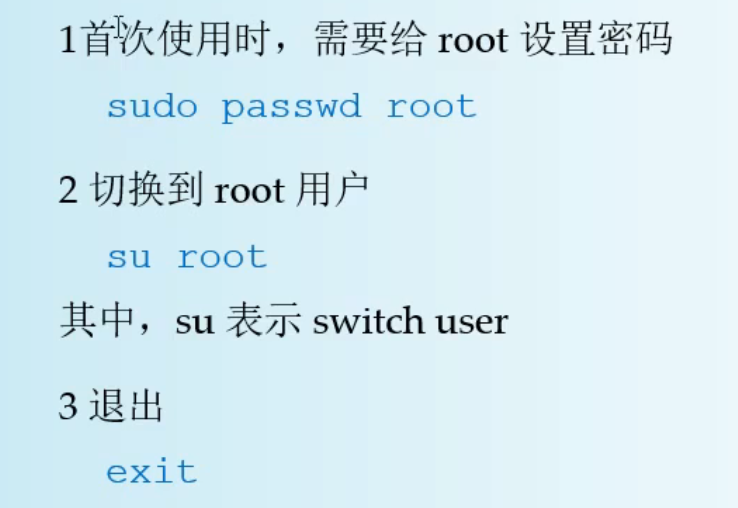 1首次使用时，需要给 root 设置密码
sudo passwd root
2 切换到 root 用户
su root
其中，su 表示 switch user
3 退出
exit